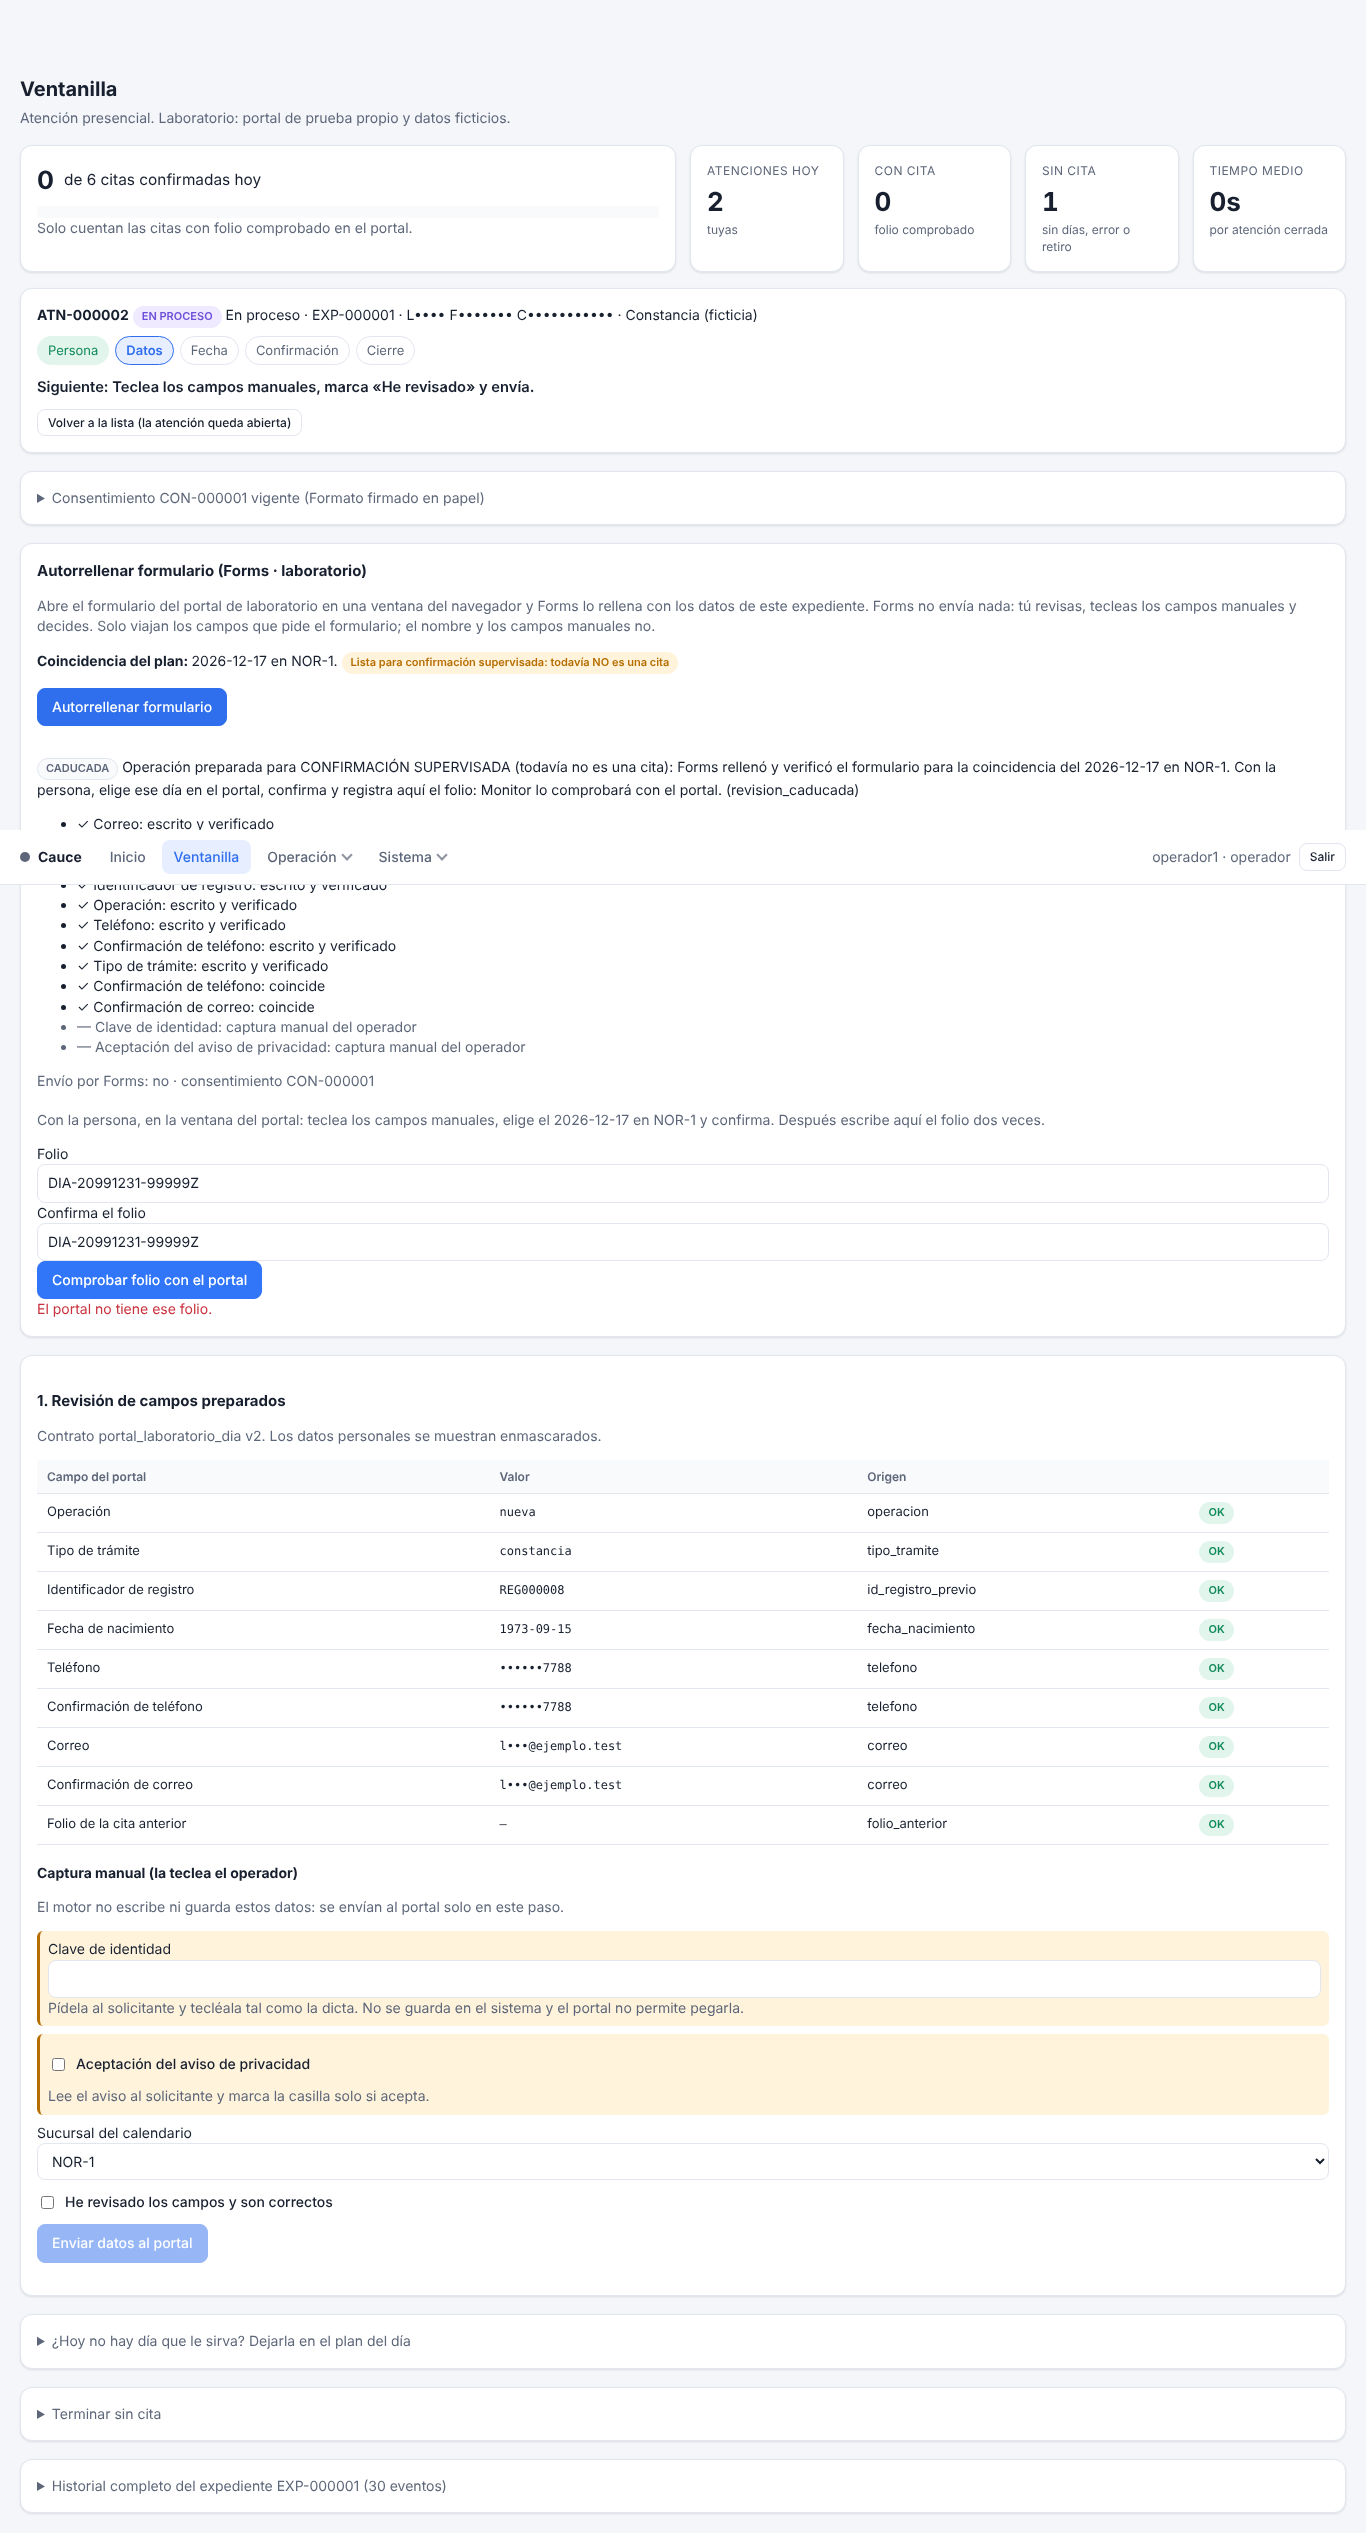 Ventanilla
Atención presencial. Laboratorio: portal de prueba propio y datos ficticios.
0 de 6 citas confirmadas hoy
Solo cuentan las citas con folio comprobado en el portal.
ATENCIONES HOY
2
tuyas
CON CITA
0
folio comprobado
SIN CITA
1
sin días, error o
retiro
TIEMPO MEDIO
0s
por atención cerrada
ATN-000002 EN PROCESO En proceso · EXP-000001 · L•••• F••••••• C••••••••••• · Constancia (ficticia)
Persona Datos Fecha Confirmación Cierre
Siguiente: Teclea los campos manuales, marca «He revisado» y envía.
Volver a la lista (la atención queda abierta)
Consentimiento CON-000001 vigente (Formato firmado en papel)
Autorrellenar formulario (Forms · laboratorio)
Abre el formulario del portal de laboratorio en una ventana del navegador y Forms lo rellena con los datos de este expediente. Forms no envía nada: tú revisas, tecleas los campos manuales y
decides. Solo viajan los campos que pide el formulario; el nombre y los campos manuales no.
Coincidencia del plan: 2026-12-17 en NOR-1. Lista para confirmación supervisada: todavía NO es una cita
Autorrellenar formulario
CADUCADA Operación preparada para CONFIRMACIÓN SUPERVISADA (todavía no es una cita): Forms rellenó y verificó el formulario para la coincidencia del 2026-12-17 en NOR-1. Con la
persona, elige ese día en el portal, confirma y registra aquí el folio: Monitor lo comprobará con el portal. (revision_caducada)
✓ Correo: escrito y verificado
Cauce Inicio Ventanilla Operación Sistema operador1 · operador Salir
✓ Identificador de registro: escrito y verificado
✓ Operación: escrito y verificado
✓ Teléfono: escrito y verificado
✓ Confirmación de teléfono: escrito y verificado
✓ Tipo de trámite: escrito y verificado
✓ Confirmación de teléfono: coincide
✓ Confirmación de correo: coincide
— Clave de identidad: captura manual del operador
— Aceptación del aviso de privacidad: captura manual del operador
Envío por Forms: no · consentimiento CON-000001
Con la persona, en la ventana del portal: teclea los campos manuales, elige el 2026-12-17 en NOR-1 y confirma. Después escribe aquí el folio dos veces.
Folio
DIA-20991231-99999Z
Confirma el folio
DIA-20991231-99999Z
Comprobar folio con el portal
El portal no tiene ese folio.
1. Revisión de campos preparados
Contrato portal_laboratorio_dia v2. Los datos personales se muestran enmascarados.
Campo del portal Valor Origen
Operación nueva operacion OK
Tipo de trámite constancia tipo_tramite OK
Identificador de registro REG000008 id_registro_previo OK
Fecha de nacimiento 1973-09-15 fecha_nacimiento OK
Teléfono ••••••7788 telefono OK
Confirmación de teléfono ••••••7788 telefono OK
Correo l•••@ejemplo.test correo OK
Confirmación de correo l•••@ejemplo.test correo OK
Folio de la cita anterior — folio_anterior OK
Captura manual (la teclea el operador)
El motor no escribe ni guarda estos datos: se envían al portal solo en este paso.
Clave de identidad
Pídela al solicitante y tecléala tal como la dicta. No se guarda en el sistema y el portal no permite pegarla.
Aceptación del aviso de privacidad
Lee el aviso al solicitante y marca la casilla solo si acepta.
Sucursal del calendario
NOR-1
He revisado los campos y son correctos
Enviar datos al portal
¿Hoy no hay día que le sirva? Dejarla en el plan del día
Terminar sin cita
Historial completo del expediente EXP-000001 (30 eventos)